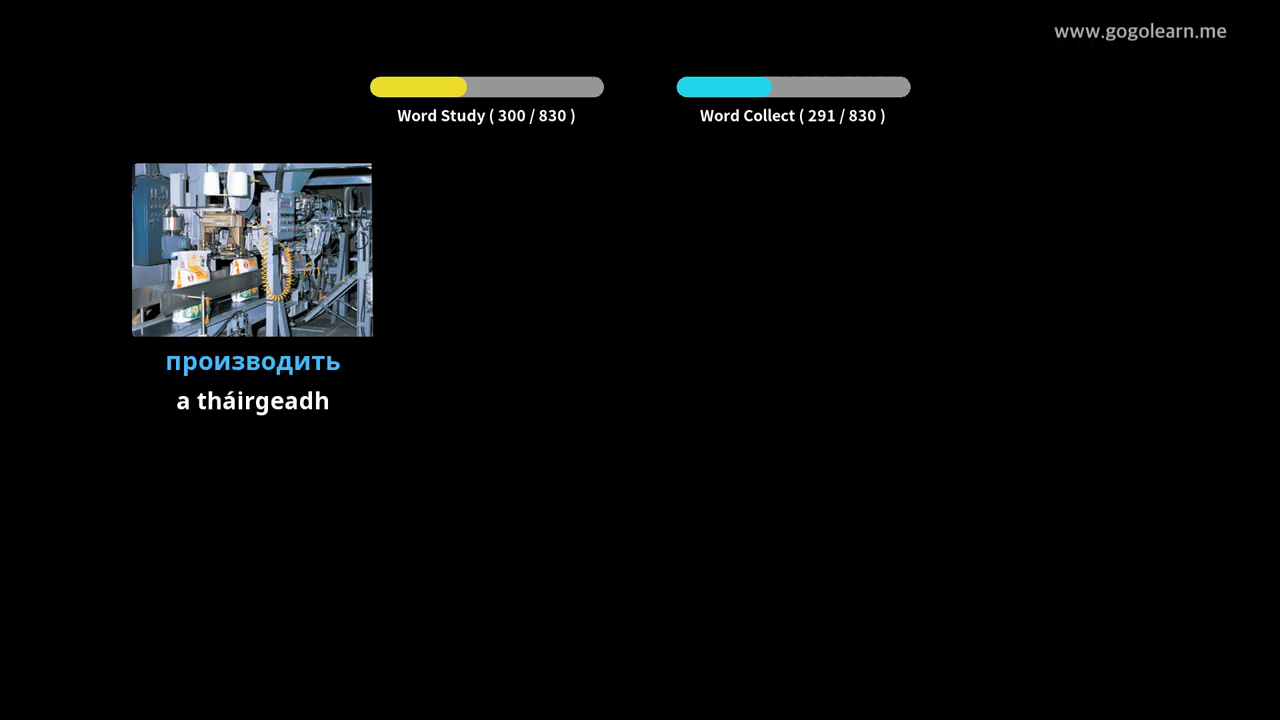 www.gogolearn.me
Word Study ( 300 / 830 )
Word Collect ( 291 / 830 )
производить
a tháirgeadh